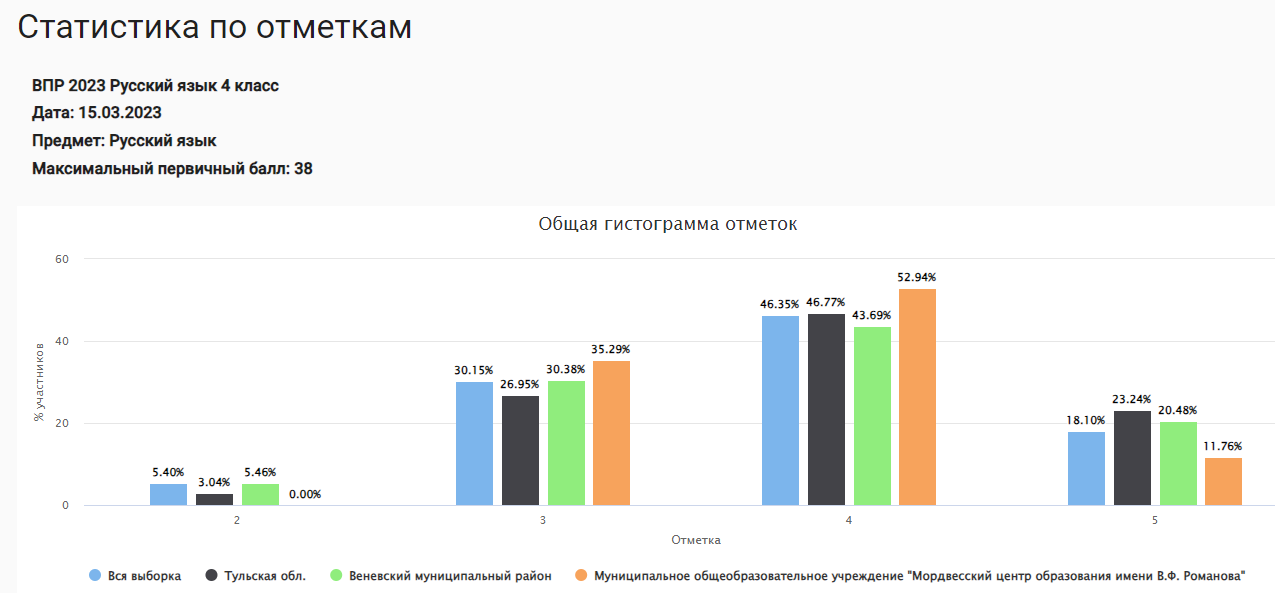 Статистика по отметкам
ВПР 2023 Русский язык 4 класс
Дата: 15.03.2023
Предмет: Русский язык
Максимальный первичный балл: 38
Общая гистограмма отметок
% участников
60
40
20
0
5.40% 3.04% 5.46% 0.00%
30.15% 26.95% 30.38% 35.29%
46.35% 46.77% 43.69% 52.94%
18.10% 23.24% 20.48% 11.76%
2 3 4 5
Отметка
Вся выборка Тульская обл. Веневский муниципальный район Муниципальное общеобразовательное учреждение "Мордвесский центр образования имени В.Ф. Романова"